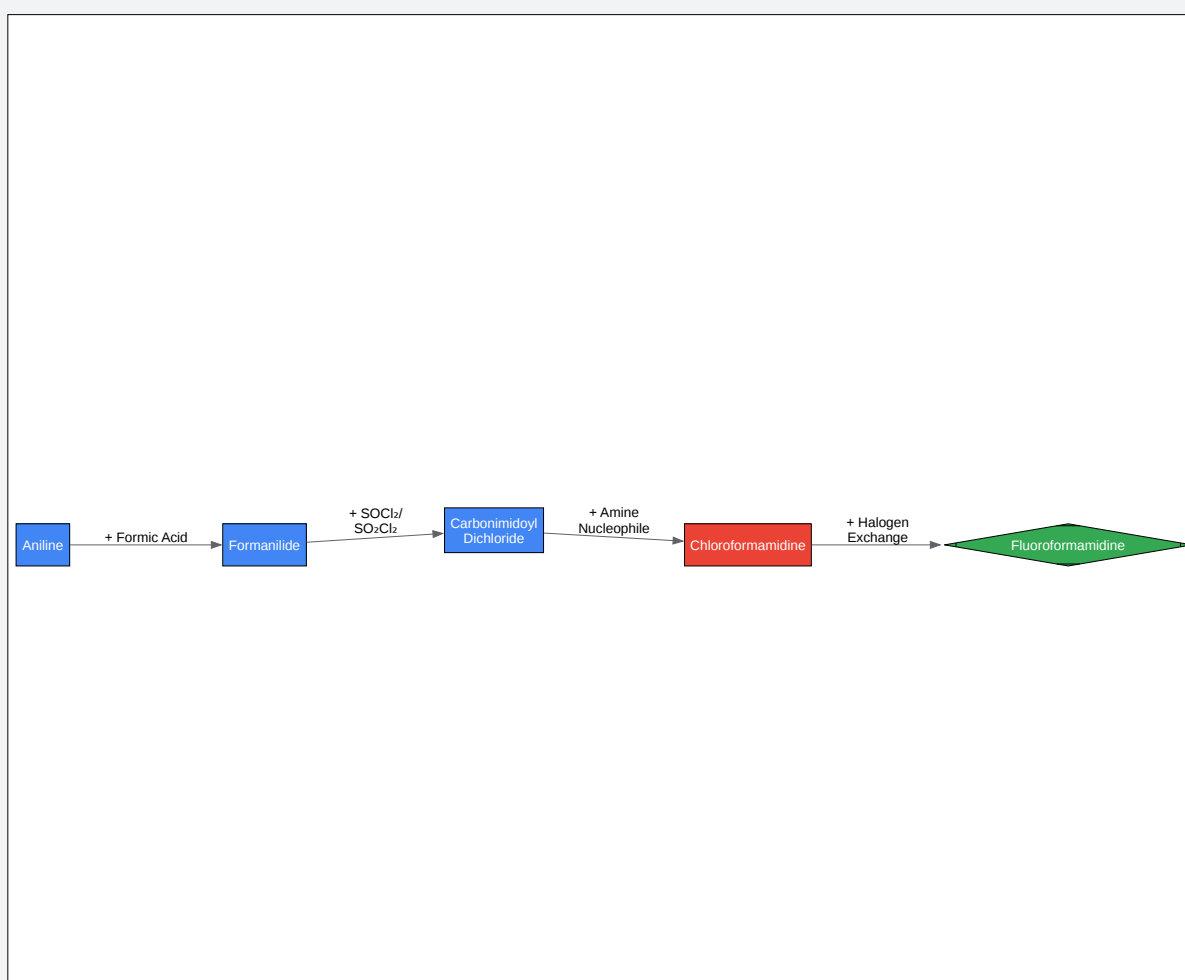 Aniline
+ Formic Acid
Formanilide
+ SOCl₂/
SO₂Cl₂
Carbonimidoyl
Dichloride
+ Amine
Nucleophile
Chloroformamidine
+ Halogen
Exchange
Fluoroformamidine